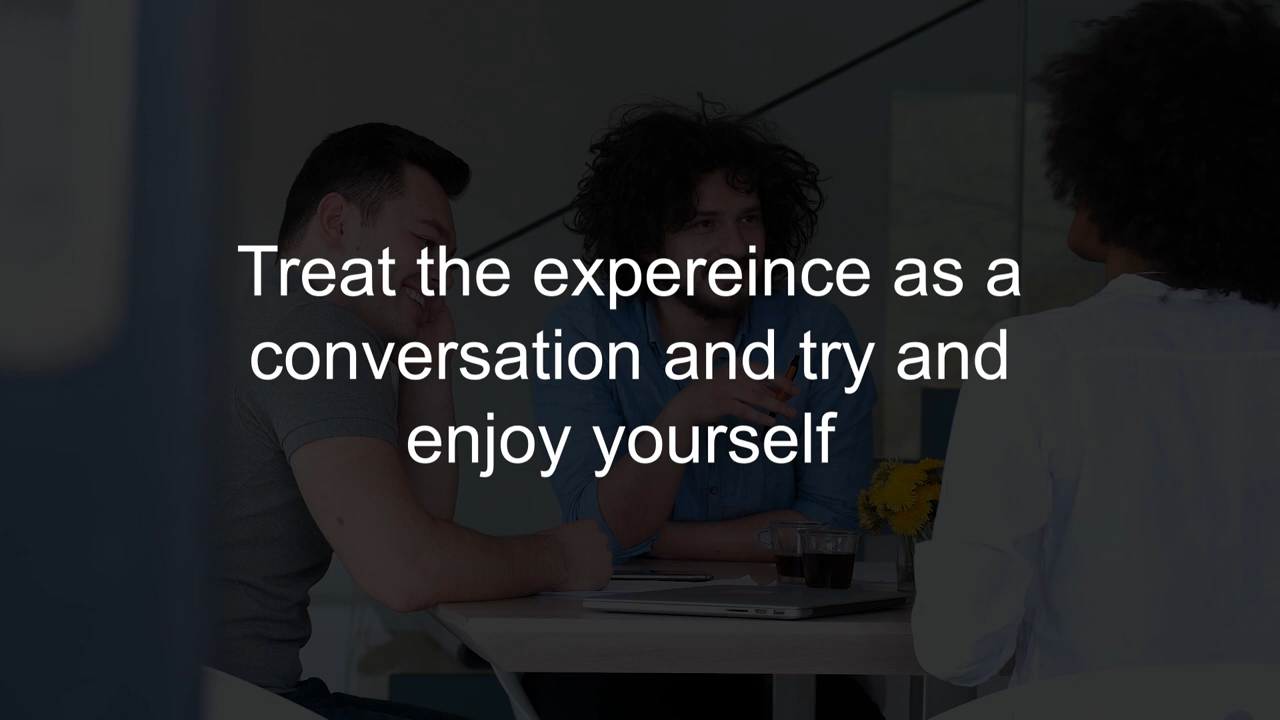 Treat the expereince as a
conversation and try and
enjoy yourself